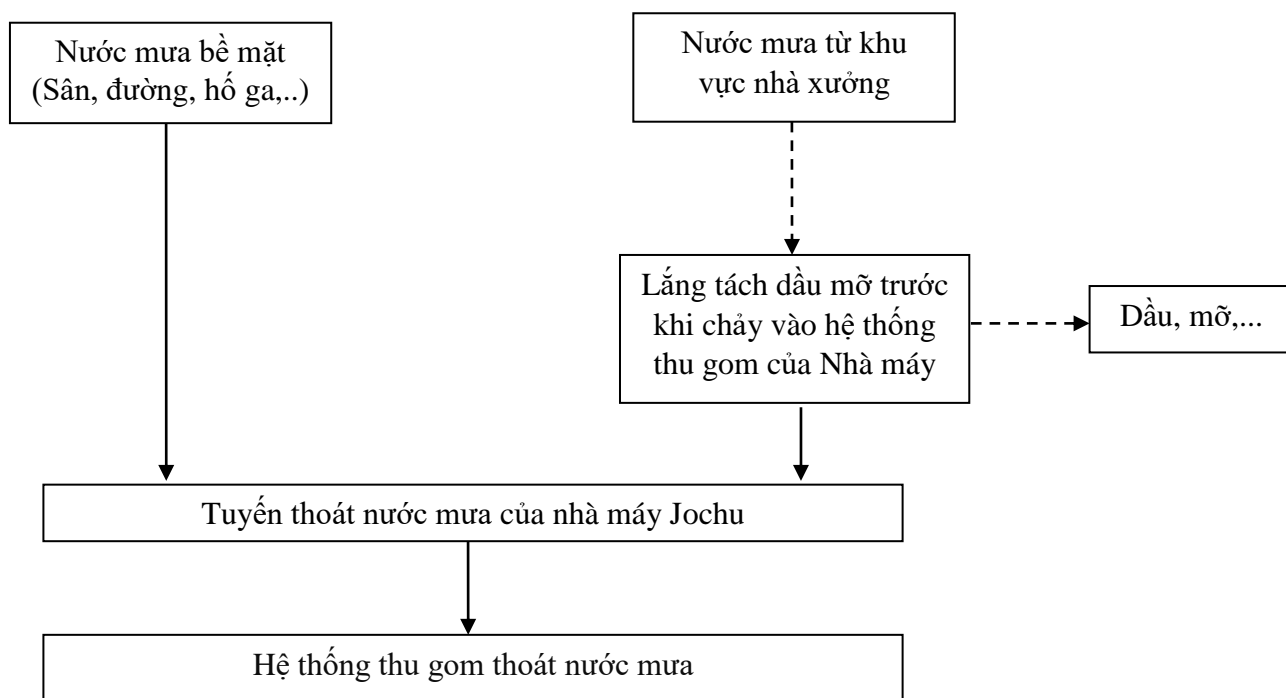 Nước mưa bề mặt
(Sân, đường, hố ga,..)
Nước mưa từ khu
vực nhà xưởng
Lắng tách dầu mỡ trước
khi chảy vào hệ thống
thu gom của Nhà máy
Dầu, mỡ,...
Tuyến thoát nước mưa của nhà máy Jochu
Hệ thống thu gom thoát nước mưa